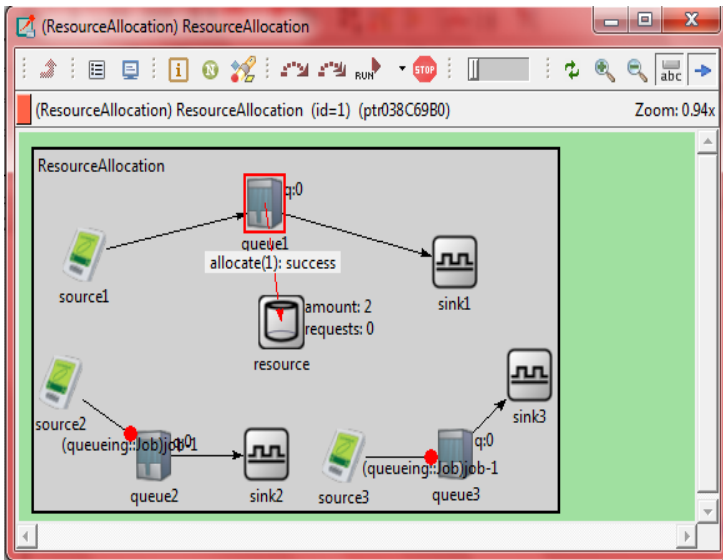 (ResourceAllocation) ResourceAllocation
RUN
STOP
abc
(ResourceAllocation) ResourceAllocation (id=1) (ptr038C69B0)
Zoom: 0.94x
ResourceAllocation
q:0
queue1
allocate(1): success
source1
sink1
amount: 2
requests: 0
resource
source2
(queueing::Job)job-1
q:0
queue2
sink2
source3
(queueing::Job)job-1
q:0
queue3
sink3